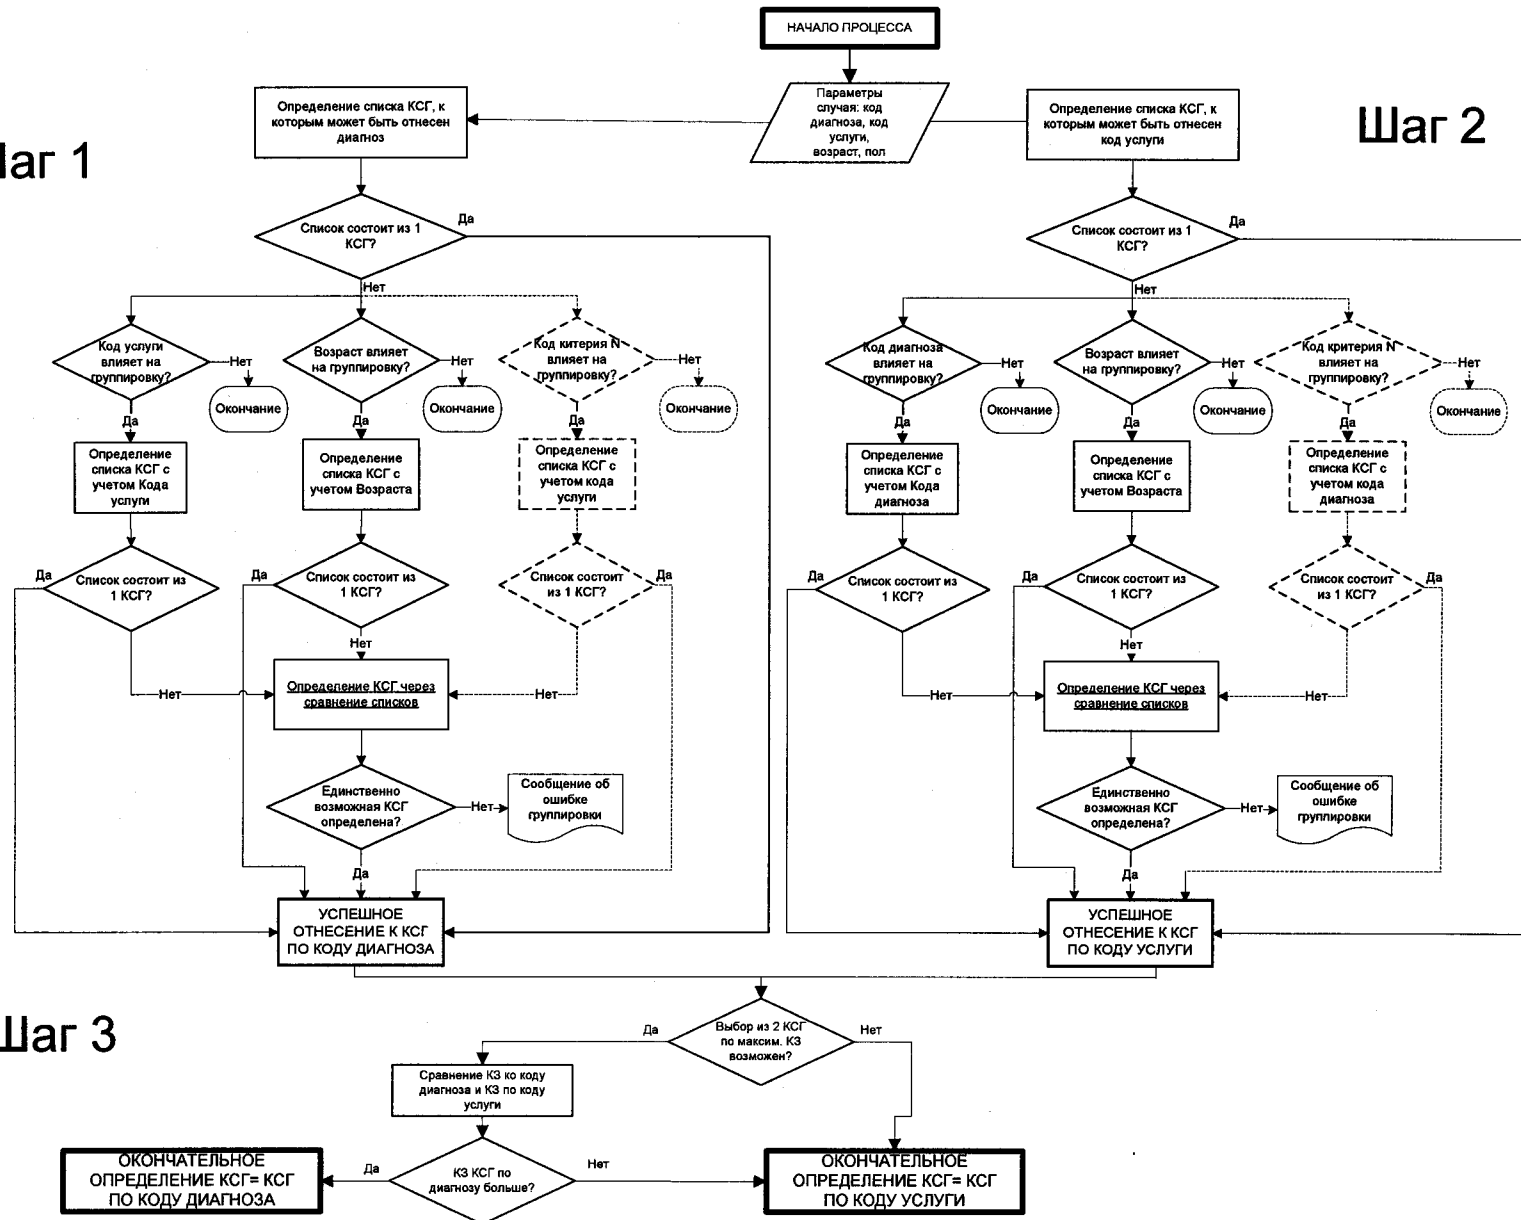 НАЧАЛО ПРОЦЕССА
Параметры
случая: код
диагноза, код
услуги,
возраст, пол
Шаг 1
Определение списка КСГ, к
которым может быть отнесен
диагноз
Список состоит из 1
КСГ?
Да
Нет
Код услуги
влияет на
группировку?
Нет
Окончание
Да
Определение
списка КСГ с
учетом Кода
услуги
Список состоит из
1 КСГ?
Да
Нет
Возраст влияет
на группировку?
Нет
Окончание
Да
Определение
списка КСГ с
учетом Возраста
Список состоит из
1 КСГ?
Да
Нет
Код китерия N
влияет на
группировку?
Нет
Окончание
Да
Определение
списка КСГ с
учетом кода
услуги
Список состоит
из 1 КСГ?
Да
Нет
Определение КСГ через
сравнение списков
Единственно
возможная КСГ
определена?
Нет
Сообщение об
ошибке
группировки
Да
УСПЕШНОЕ
ОТНЕСЕНИЕ К КСГ
ПО КОДУ ДИАГНОЗА
Шаг 2
Определение списка КСГ, к
которым может быть отнесен
код услуги
Список состоит из 1
КСГ?
Да
Нет
Код диагноза
влияет на
группировку?
Нет
Окончание
Да
Определение
списка КСГ с
учетом Кода
диагноза
Список состоит из
1 КСГ?
Да
Нет
Возраст влияет
на группировку?
Нет
Окончание
Да
Определение
списка КСГ с
учетом Возраста
Список состоит из
1 КСГ?
Да
Нет
Код критерия N
влияет на
группировку?
Нет
Окончание
Да
Определение
списка КСГ с
учетом кода
диагноза
Список состоит
из 1 КСГ?
Да
Нет
Определение КСГ через
сравнение списков
Единственно
возможная КСГ
определена?
Нет
Сообщение об
ошибке
группировки
Да
УСПЕШНОЕ
ОТНЕСЕНИЕ К КСГ
ПО КОДУ УСЛУГИ
Шаг 3
Выбор из 2 КСГ
по максим. КЗ
возможен?
Да
Нет
Сравнение КЗ ко коду
диагноза и КЗ по коду
услуги
КЗ КСГ по
диагнозу больше?
Да
Нет
ОКОНЧАТЕЛЬНОЕ
ОПРЕДЕЛЕНИЕ КСГ= КСГ
ПО КОДУ ДИАГНОЗА
ОКОНЧАТЕЛЬНОЕ
ОПРЕДЕЛЕНИЕ КСГ= КСГ
ПО КОДУ УСЛУГИ